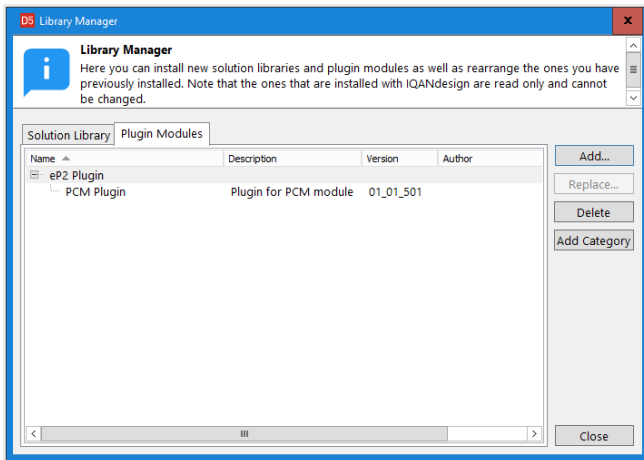 D5 Library Manager x
Library Manager
Here you can install new solution libraries and plugin modules as well as rearrange the ones you have
previously installed. Note that the ones that are installed with IQANdesign are read only and cannot
be changed.
Solution Library Plugin Modules
Name Description Version Author
eP2 Plugin
PCM Plugin Plugin for PCM module 01_01_501
Add...
Replace...
Delete
Add Category
Close